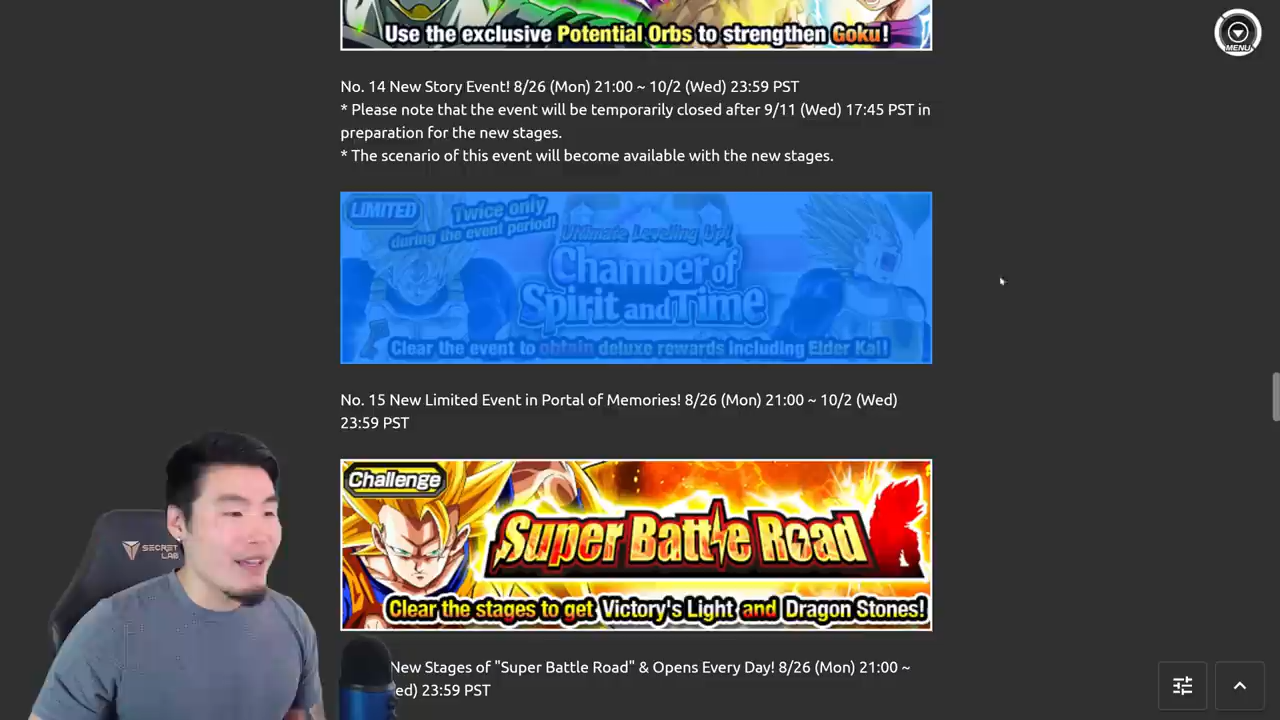 Use the exclusive Potential Orbs to strengthen Goku!
MENU
No. 14 New Story Event! 8/26 (Mon) 21:00 ~ 10/2 (Wed) 23:59 PST
* Please note that the event will be temporarily closed after 9/11 (Wed) 17:45 PST in
preparation for the new stages.
* The scenario of this event will become available with the new stages.
LIMITED
Twice only
during the event period!
Ultimate Leveling Up!
Chamber of
Spirit and Time
Clear the event to obtain deluxe rewards including Elder Kai!
No. 15 New Limited Event in Portal of Memories! 8/26 (Mon) 21:00 ~ 10/2 (Wed)
23:59 PST
Challenge
Super Battle Road
Clear the stages to get Victory's Light and Dragon Stones!
SECRET
LAB
New Stages of "Super Battle Road" & Opens Every Day! 8/26 (Mon) 21:00 ~
23:59 PST